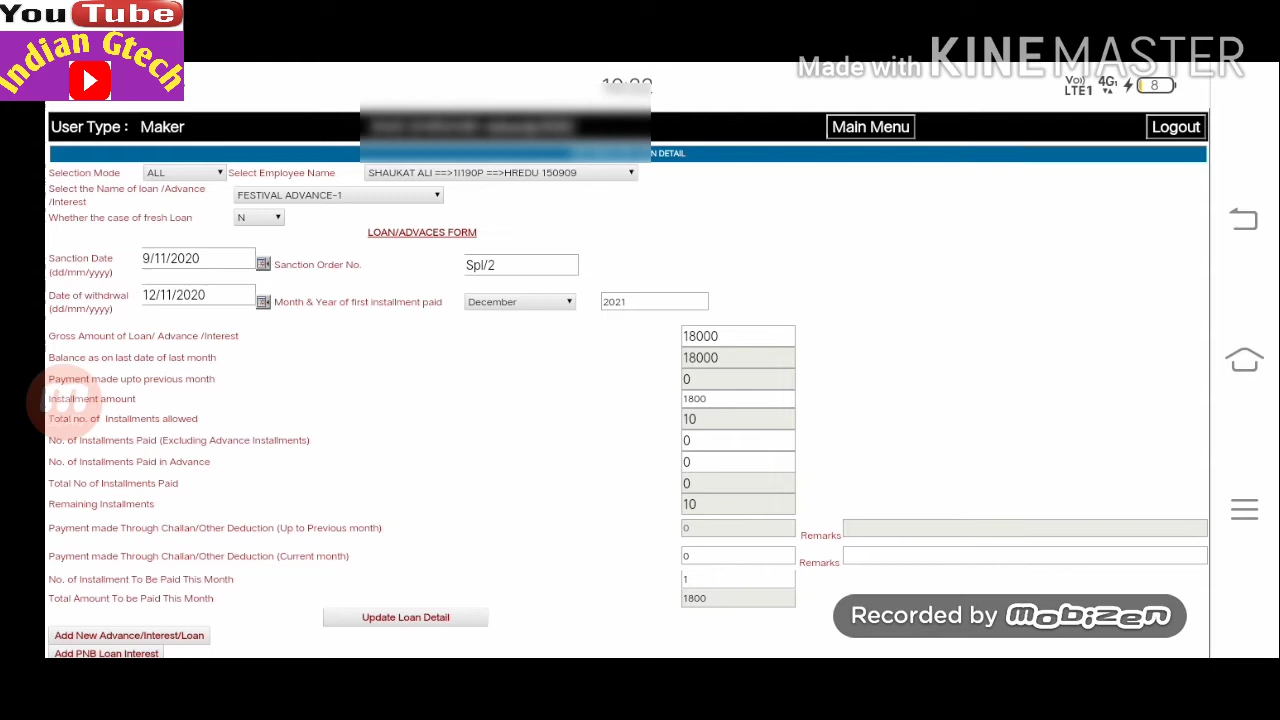 You Tube
Indian Gtech
Made with KINEMASTER
Vo)) LTE1 4G 8
User Type : Maker
Main Menu
Logout
DETAIL
Selection Mode ALL Select Employee Name SHAUKAT ALI ==>1I190P ==>HREDU 150909
Select the Name of loan /Advance
/Interest
FESTIVAL ADVANCE-1
Whether the case of fresh Loan N
LOAN/ADVACES FORM
Sanction Date
(dd/mm/yyyy)
9/11/2020 Sanction Order No. Spl/2
Date of withdrwal
(dd/mm/yyyy)
12/11/2020 Month & Year of first installment paid December 2021
Gross Amount of Loan/ Advance /Interest 18000
Balance as on last date of last month 18000
Payment made upto previous month 0
Installment amount 1800
Total no. of Installments allowed 10
No. of Installments Paid (Excluding Advance Installments) 0
No. of Installments Paid in Advance 0
Total No of Installments Paid 0
Remaining Installments 10
Payment made Through Challan/Other Deduction (Up to Previous month) 0 Remarks
Payment made Through Challan/Other Deduction (Current month) 0 Remarks
No. of Installment To Be Paid This Month 1
Total Amount To be Paid This Month 1800
Update Loan Detail
Add New Advance/Interest/Loan
Add PNB Loan Interest
Recorded by mobizen